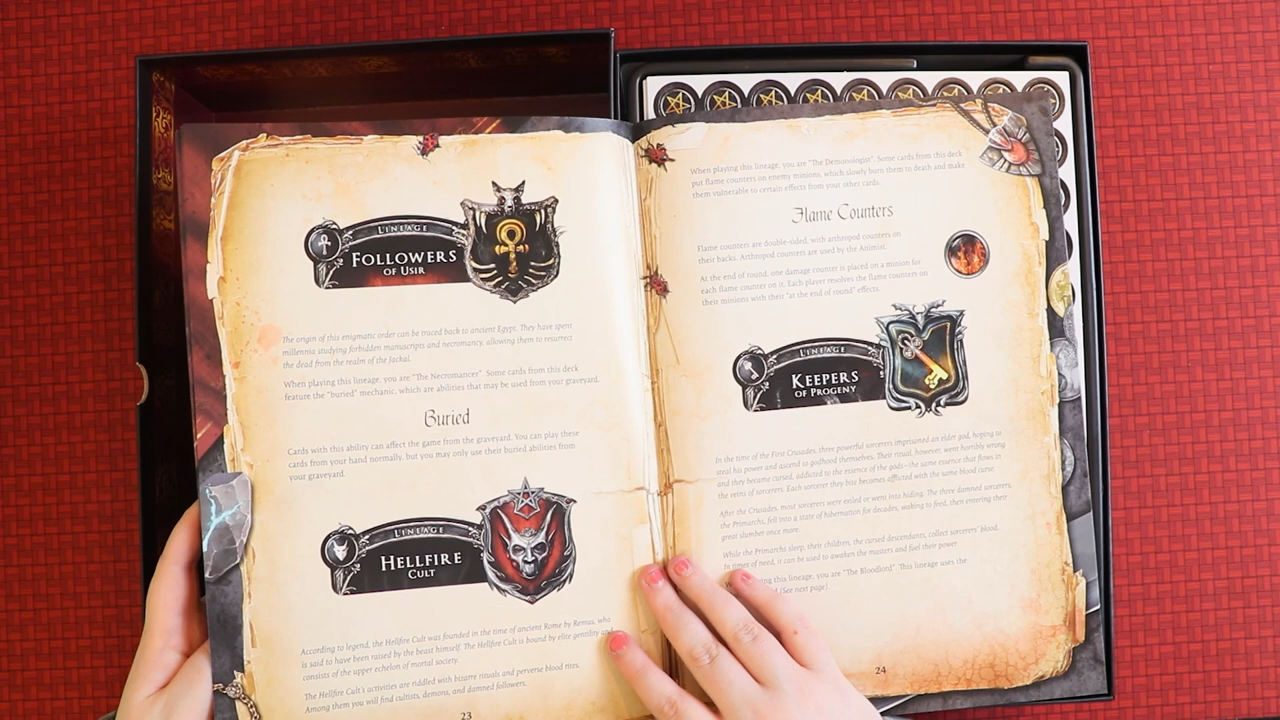 LINEAGE
FOLLOWERS
OF USIR
The origin of this enigmatic order can be traced back to ancient Egypt. They have spent
millennia studying forbidden manuscripts and necromancy, allowing them to resurrect
the dead from the realm of the Jackal.
When playing this lineage, you are "The Necromancer". Some cards from this deck
feature the "buried" mechanic, which are abilities that may be used from your graveyard.
Buried
Cards with this ability can affect the game from the graveyard. You can play these
cards from your hand normally, but you may only use their buried abilities from
your graveyard.
LINEAGE
HELLFIRE
CULT
According to legend, the Hellfire Cult was founded in the time of ancient Rome by Remus, who
is said to have been raised by the beast himself. The Hellfire Cult is bound by elite gentility and
consists of the upper echelon of mortal society.
The Hellfire Cult's activities are riddled with bizarre rituals and perverse blood rites.
Among them you will find cultists, demons, and damned followers.
23
When playing this lineage, you are "The Demonologist". Some cards from this deck
put flame counters on enemy minions, which slowly burn them to death and make
them vulnerable to certain effects from your other cards.
Flame Counters
Flame counters are double-sided, with arthropod counters on
their backs. Arthropod counters are used by the Animist.
At the end of round, one damage counter is placed on a minion for
each flame counter on it. Each player resolves the flame counters on
their minions with their "at the end of round" effects.
LINEAGE
KEEPERS
OF PROGENY
In the time of the First Crusades, three powerful sorcerers imprisoned an elder god, hoping to
steal his power and ascend to godhood themselves. Their ritual, however, went horribly wrong
and they became cursed, addicted to the essence of the gods—the same essence that flows in
the veins of sorcerers. Each sorcerer they bite becomes afflicted with the same blood curse.
After the Crusades, most sorcerers were exiled or went into hiding. The three damned sorcerers,
the Primarchs, fell into a state of hibernation for decades, waking to feed, then entering their
great slumber once more.
While the Primarchs sleep, their children, the cursed descendants, collect sorcerers' blood.
In times of need, it can be used to awaken the masters and fuel their power.
this lineage, you are "The Bloodlord". This lineage uses the
(See next page).
24